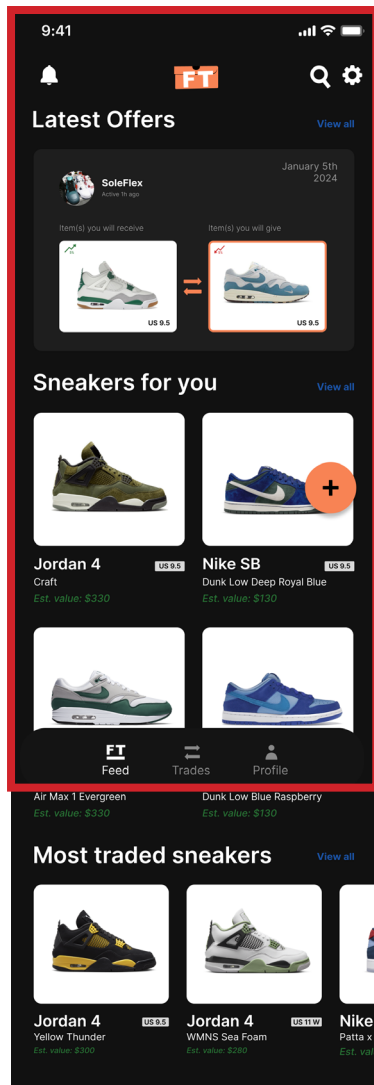 9:41
FT
Latest Offers
View all
SoleFlex
Active 1h ago
January 5th
2024
Item(s) you will receive
Item(s) you will give
US 9.5
US 9.5
Sneakers for you
View all
+
Jordan 4
US 9.5
Nike SB
US 9.5
Craft
Dunk Low Deep Royal Blue
Est. value: $330
Est. value: $130
FT
Feed
Trades
Profile
Air Max 1 Evergreen
Dunk Low Blue Raspberry
Est. value: $330
Est. value: $130
Most traded sneakers
View all
Jordan 4
US 9.5
Jordan 4
US 11 W
Nike
Yellow Thunder
WMNS Sea Foam
Patta x
Est. value: $300
Est. value: $280
Est. val